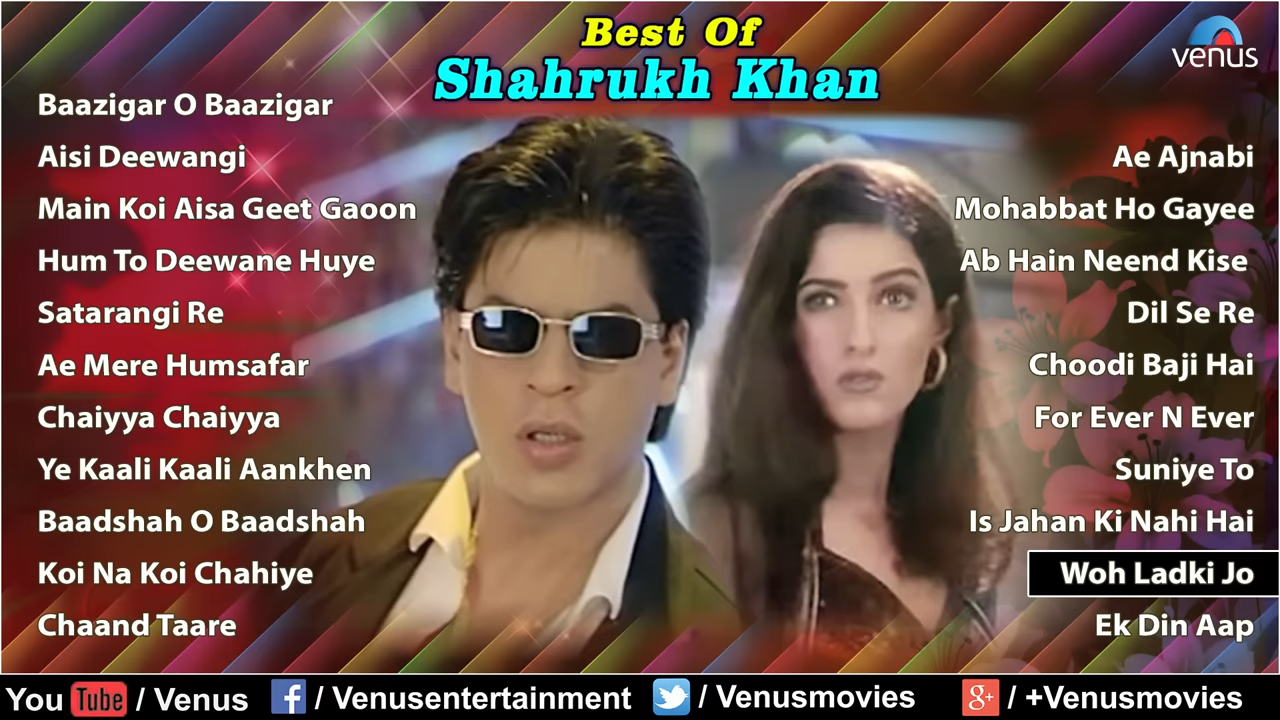 Best Of
Shahrukh Khan
venus
Baazigar O Baazigar
Aisi Deewangi
Main Koi Aisa Geet Gaoon
Hum To Deewane Huye
Satarangi Re
Ae Mere Humsafar
Chaiyya Chaiyya
Ye Kaali Kaali Aankhen
Baadshah O Baadshah
Koi Na Koi Chahiye
Chaand Taare
Ae Ajnabi
Mohabbat Ho Gayee
Ab Hain Neend Kise
Dil Se Re
Choodi Baji Hai
For Ever N Ever
Suniye To
Is Jahan Ki Nahi Hai
Woh Ladki Jo
Ek Din Aap
You Tube / Venus f / Venusentertainment / Venusmovies g+ / +Venusmovies